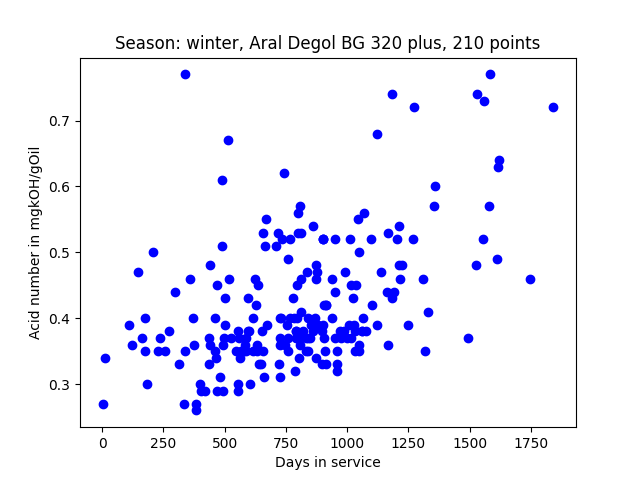 Season: winter, Aral Degol BG 320 plus, 210 points
Acid number in mgkOH/gOil
0.7
0.6
0.5
0.4
0.3
0 250 500 750 1000 1250 1500 1750
Days in service